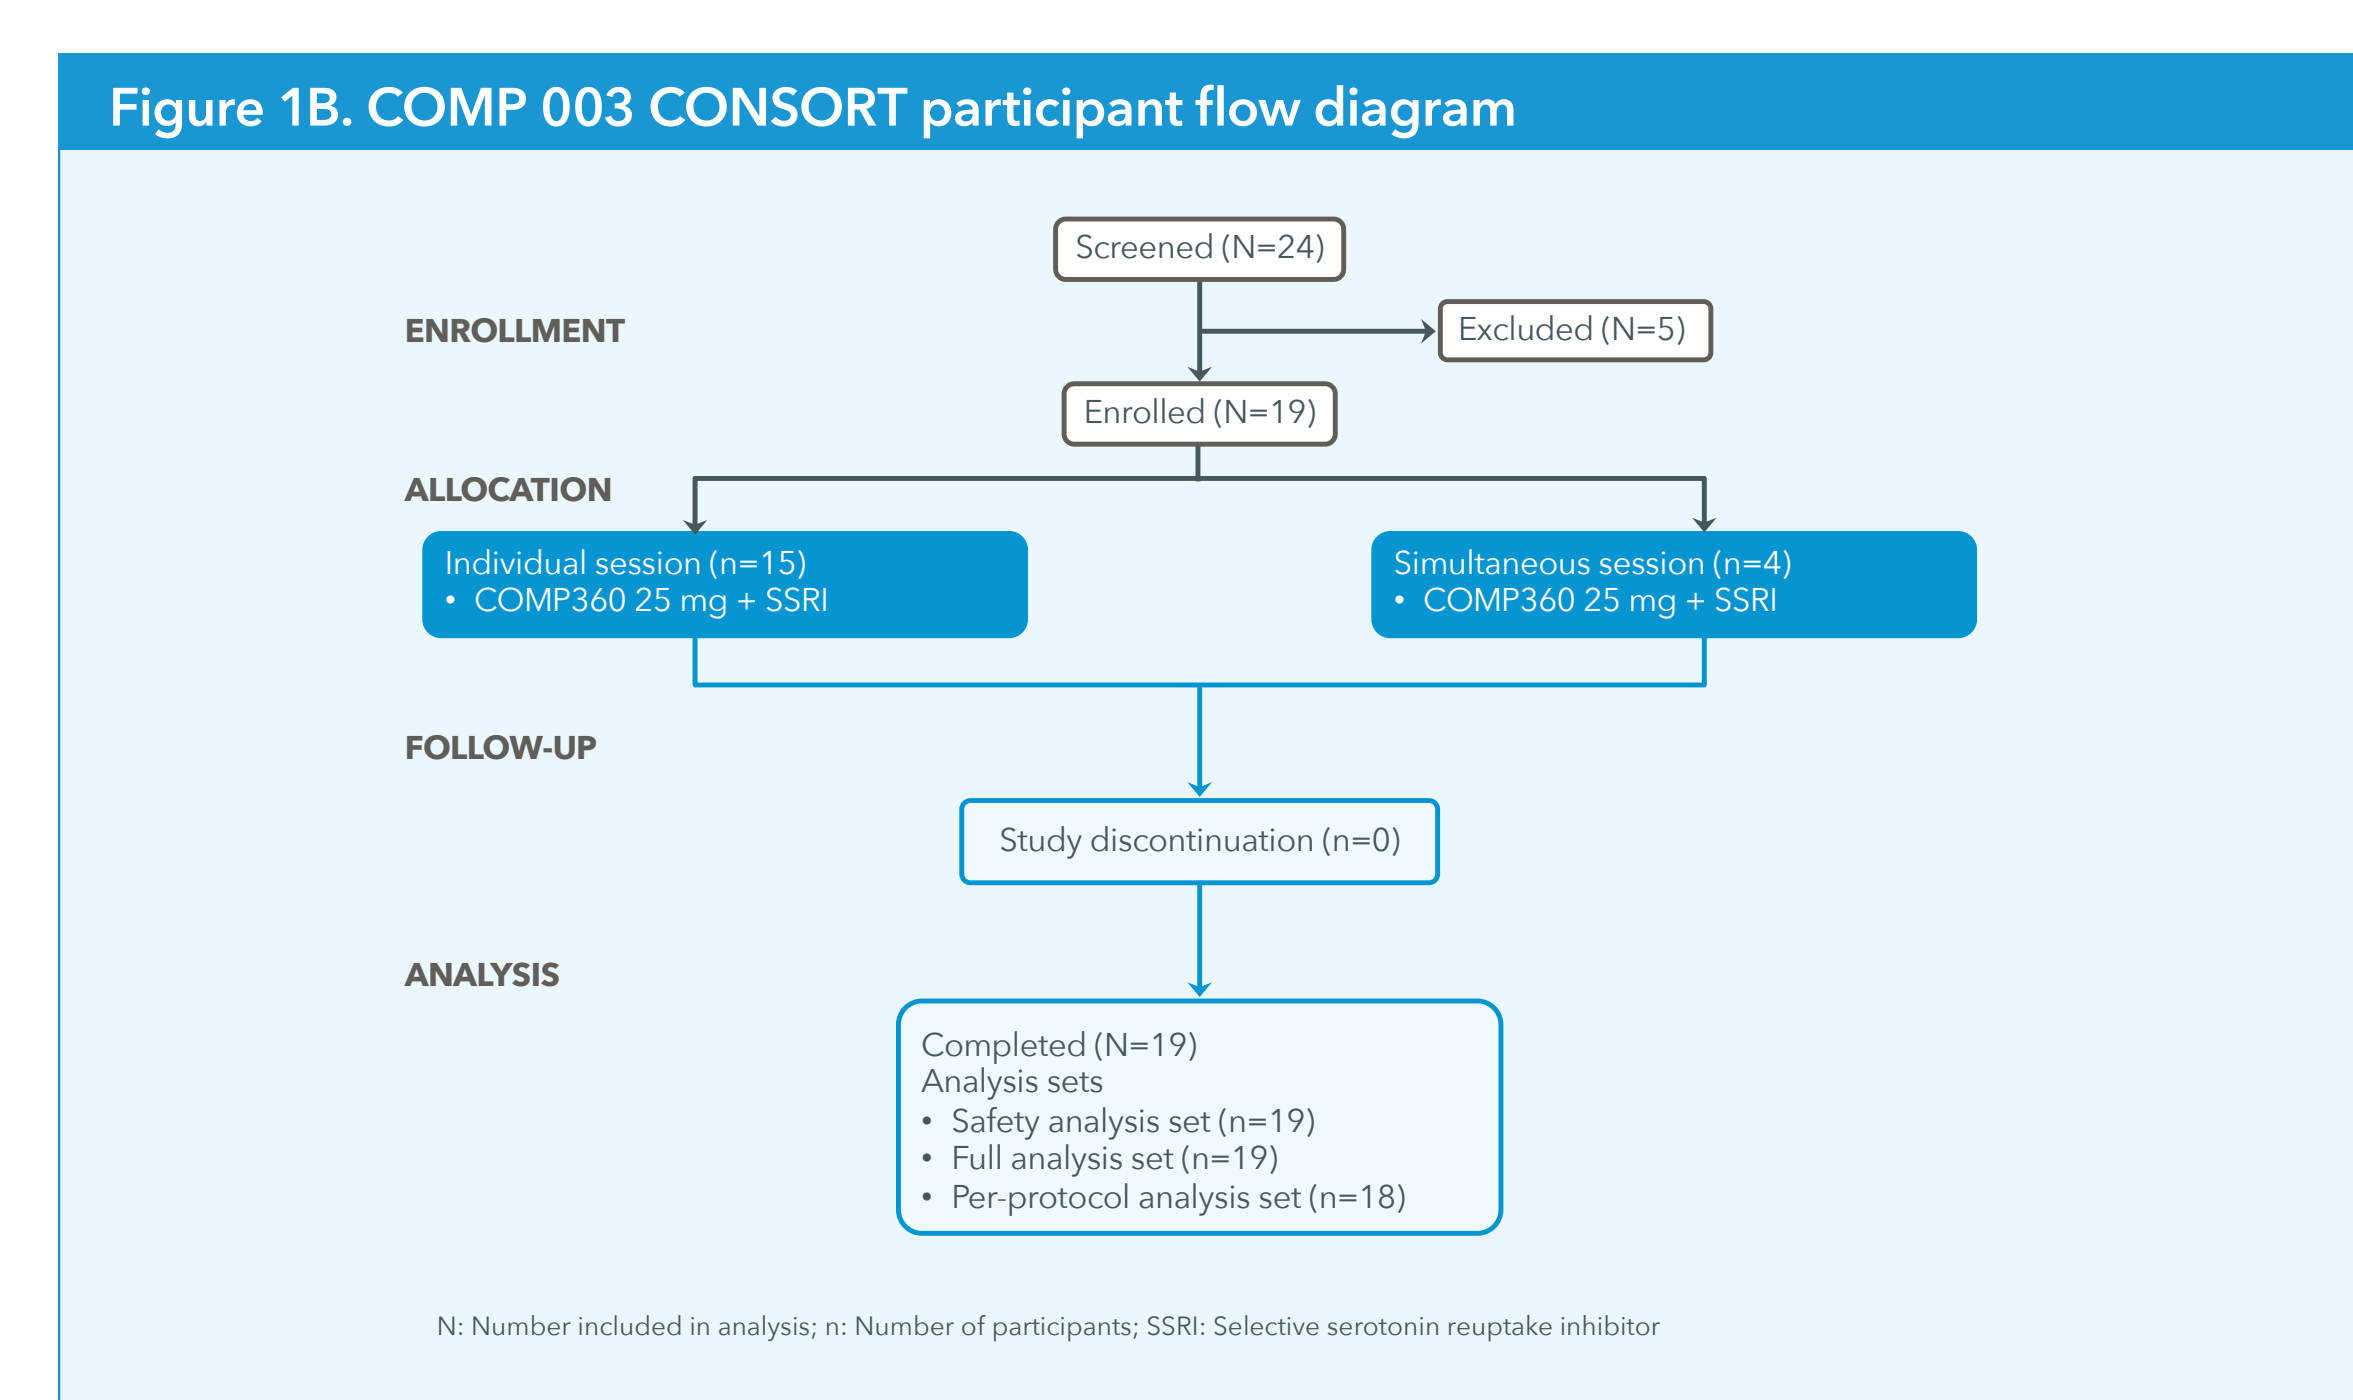 Figure 1B. COMP 003 CONSORT participant flow diagram
Screened (N=24)
ENROLLMENT
Excluded (N=5)
Enrolled (N=19)
ALLOCATION
Individual session (n=15)
• COMP360 25 mg + SSRI
Simultaneous session (n=4)
• COMP360 25 mg + SSRI
FOLLOW-UP
Study discontinuation (n=0)
ANALYSIS
Completed (N=19)
Analysis sets
• Safety analysis set (n=19)
• Full analysis set (n=19)
• Per-protocol analysis set (n=18)
N: Number included in analysis; n: Number of participants; SSRI: Selective serotonin reuptake inhibitor